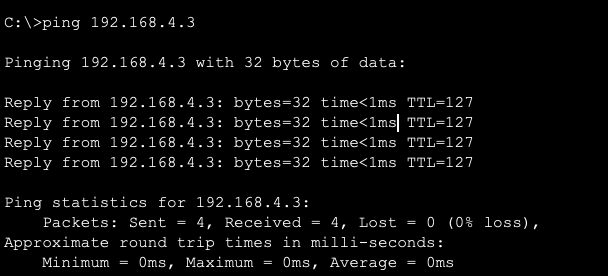 C:\>ping 192.168.4.3
Pinging 192.168.4.3 with 32 bytes of data:
Reply from 192.168.4.3: bytes=32 time<1ms TTL=127
Reply from 192.168.4.3: bytes=32 time<1ms TTL=127
Reply from 192.168.4.3: bytes=32 time<1ms TTL=127
Reply from 192.168.4.3: bytes=32 time<1ms TTL=127
Ping statistics for 192.168.4.3:
    Packets: Sent = 4, Received = 4, Lost = 0 (0% loss),
Approximate round trip times in milli-seconds:
    Minimum = 0ms, Maximum = 0ms, Average = 0ms